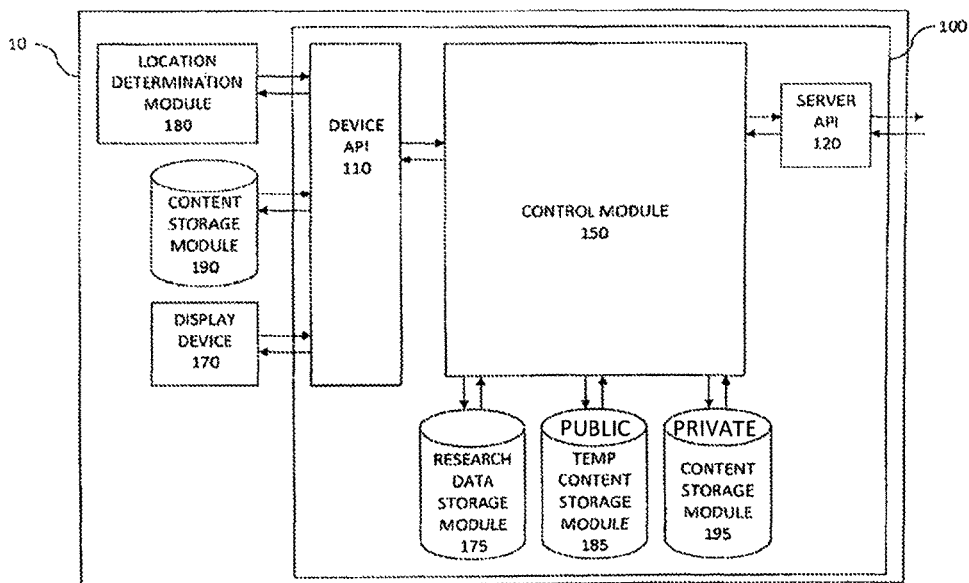 10
100
LOCATION
DETERMINATION
MODULE
180
CONTENT
STORAGE
MODULE
190
DISPLAY
DEVICE
170
DEVICE
API
110
CONTROL MODULE
150
SERVER
API
120
RESEARCH
DATA
STORAGE
MODULE
175
PUBLIC
TEMP
CONTENT
STORAGE
MODULE
185
PRIVATE
CONTENT
STORAGE
MODULE
195